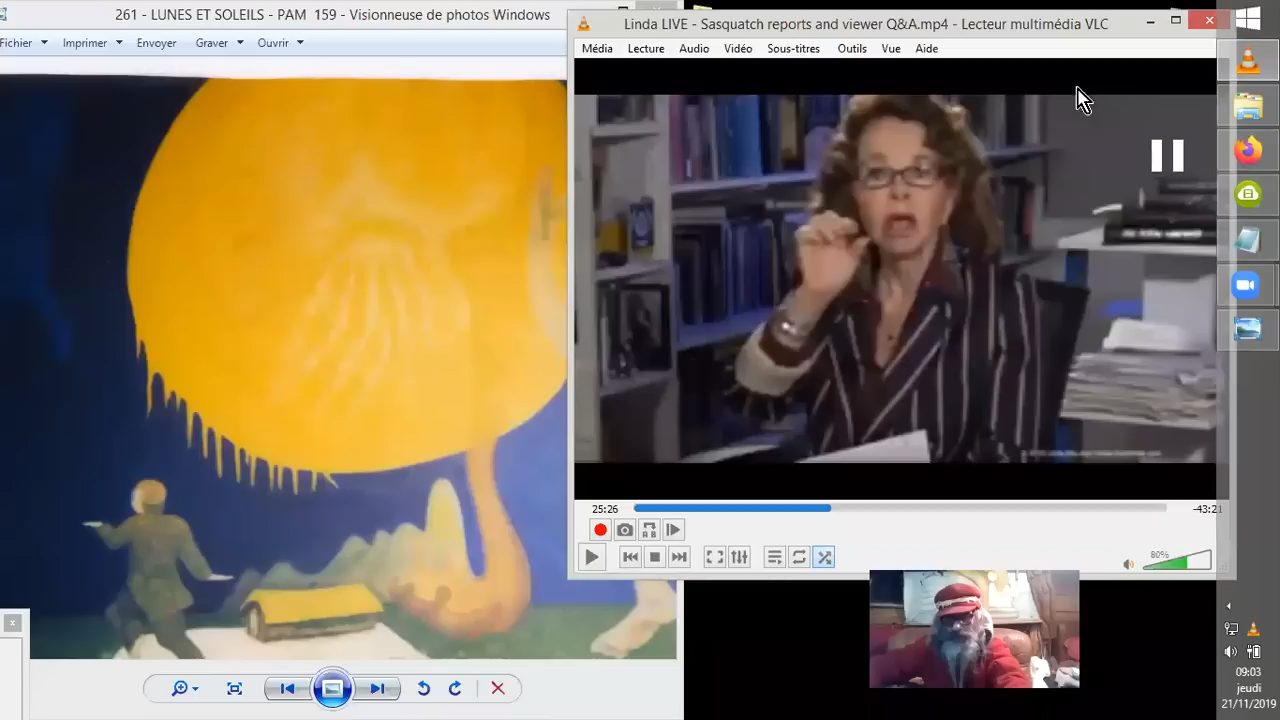 261 - LUNES ET SOLEILS - PAM 159 - Visionneuse de photos Windows
Fichier Imprimer Envoyer Graver Ouvrir
Linda LIVE - Sasquatch reports and viewer Q&A.mp4 - Lecteur multimédia VLC
Média Lecture Audio Vidéo Sous-titres Outils Vue Aide
25:26
-43:21
A B
80%
09:03
jeudi
21/11/2019